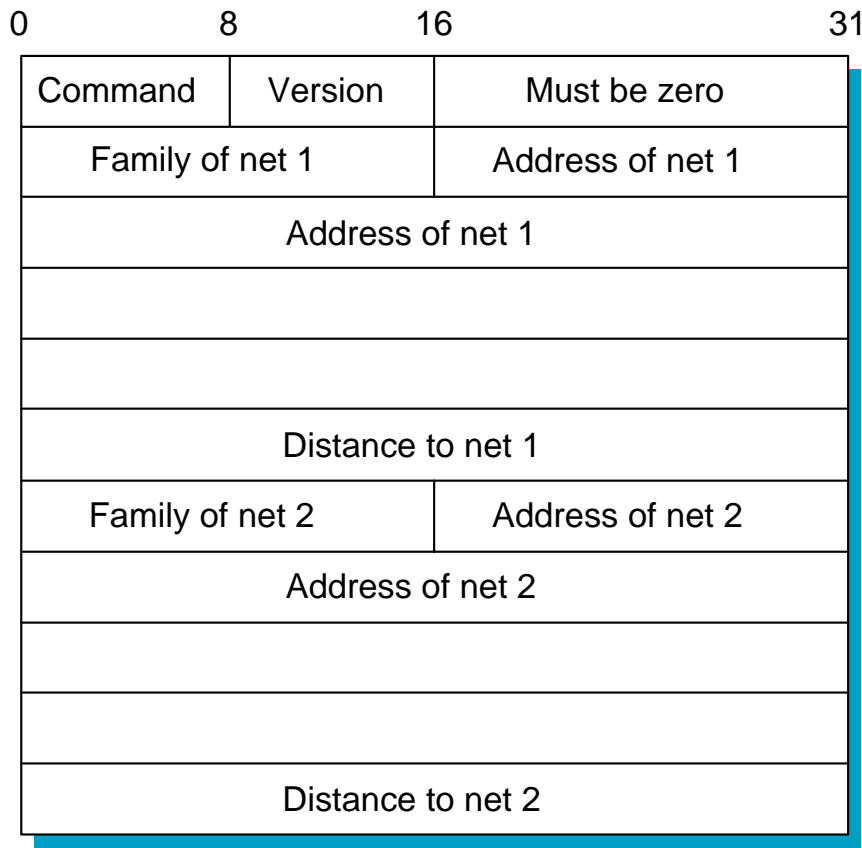 0 8 16 31
Command Version Must be zero
Family of net 1 Address of net 1
Address of net 1
Distance to net 1
Family of net 2 Address of net 2
Address of net 2
Distance to net 2